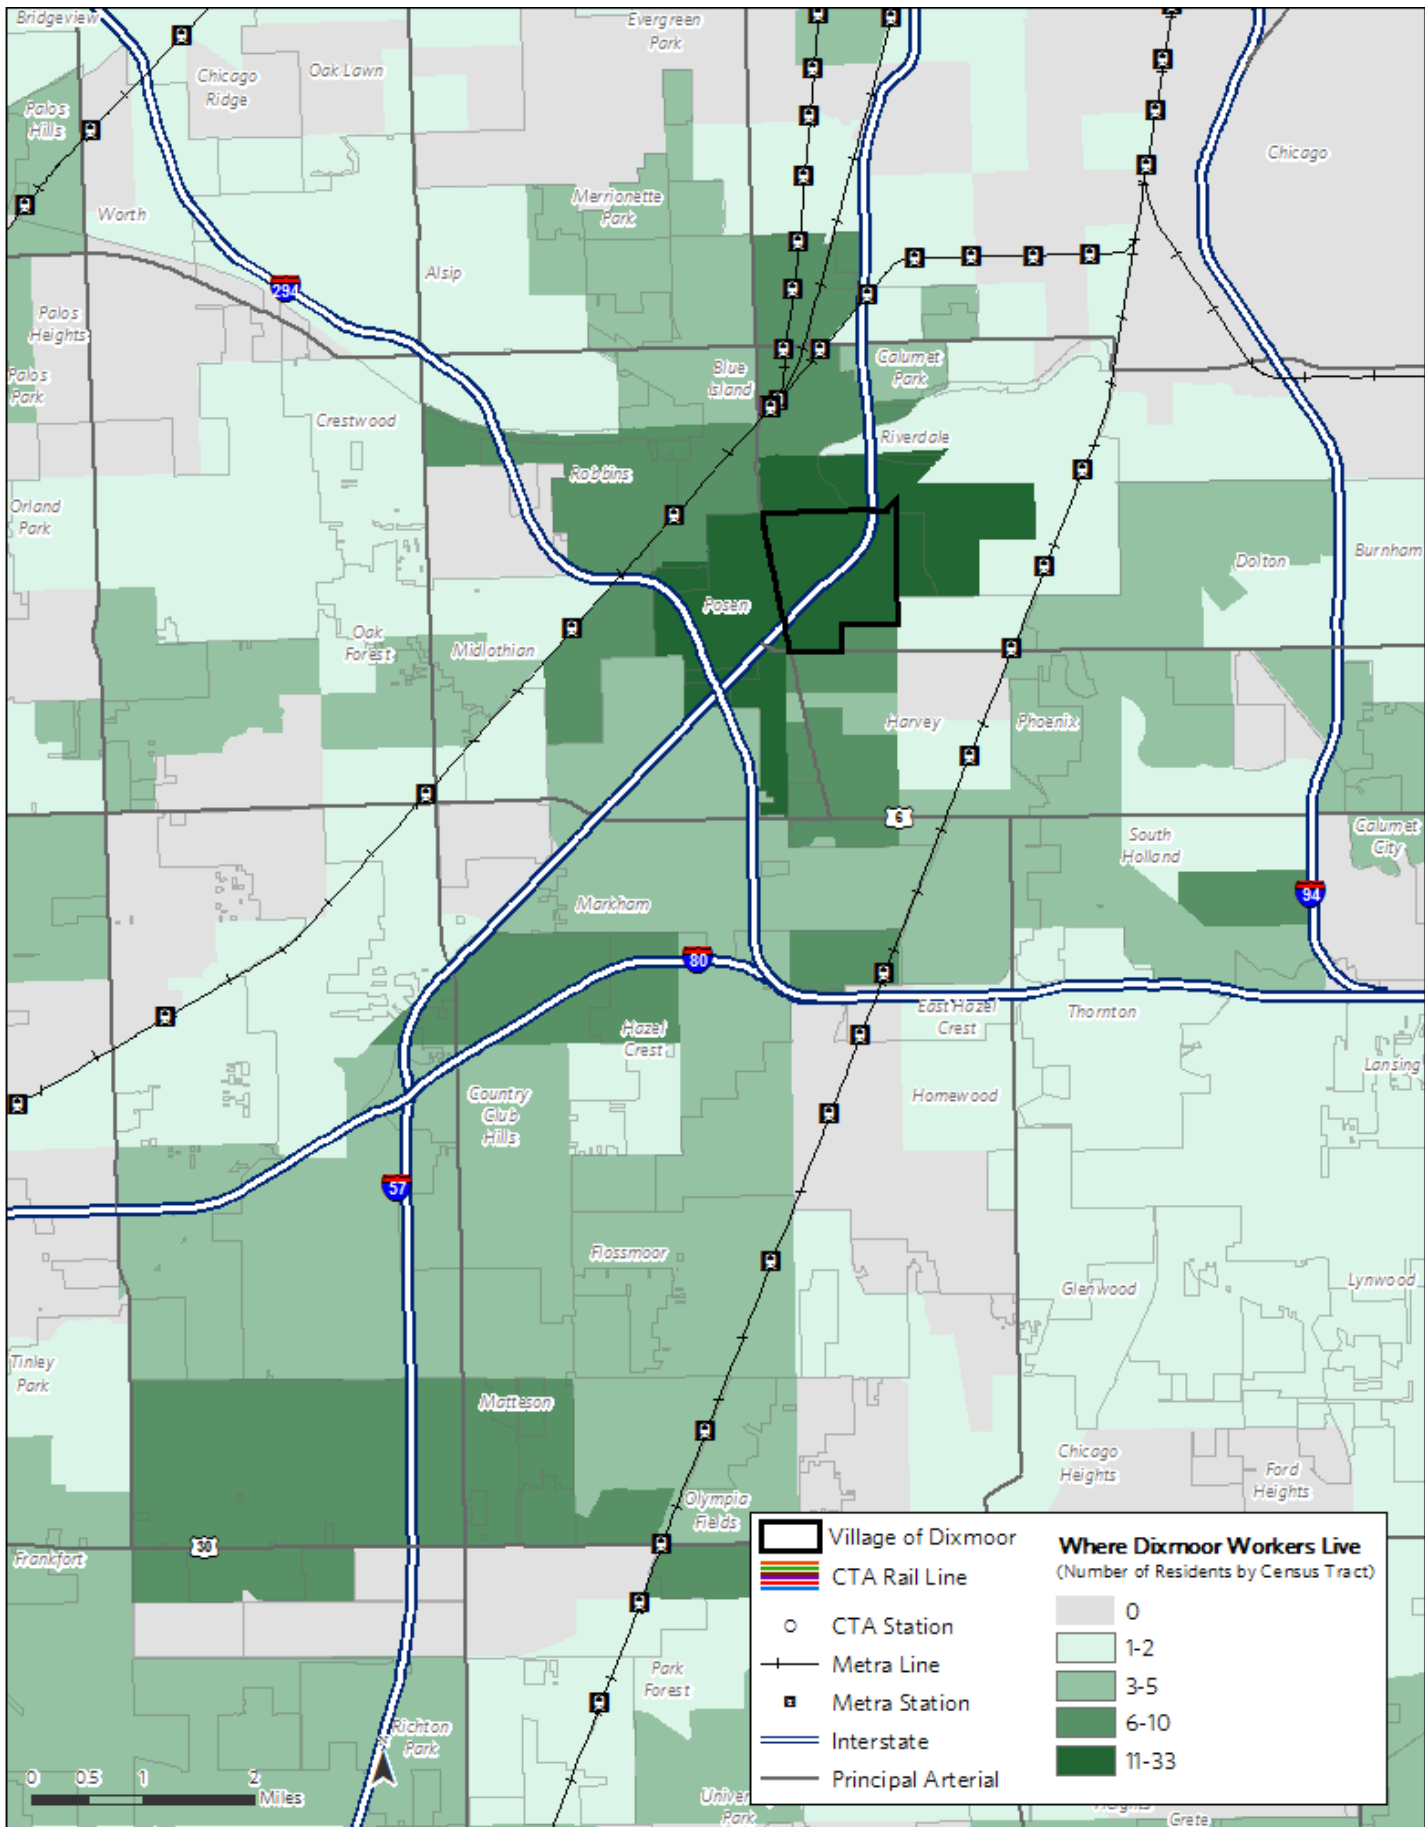 Bridgeview
Evergreen
Park
Chicago
Ridge
Oak Lawn
Palos
Hills
Chicago
Worth
Merrionette
Park
Alsip
294
Palos
Heights
Blue
Island
Calumet
Park
Palos
Park
Crestwood
Riverdale
Robbins
Orland
Park
Dolton
Burnham
Posen
Oak
Forest
Midlothian
Harvey
Phoenix
6
South
Holland
Calumet
City
Markham
94
80
East Hazel
Crest
Thornton
Hazel
Crest
Lansing
Country
Club
Hills
Homewood
57
Flossmoor
Glenwood
Lynwood
Tinley
Park
Matteson
Chicago
Heights
Ford
Heights
Olympia
Fields
30
Frankfort
Village of Dixmoor
CTA Rail Line
CTA Station
Metra Line
Metra Station
Interstate
Principal Arterial
Where Dixmoor Workers Live
(Number of Residents by Census Tract)
0
1-2
3-5
6-10
11-33
Park
Forest
Richton
Park
0 0.5 1 2
Miles
Park
Heights
Crete